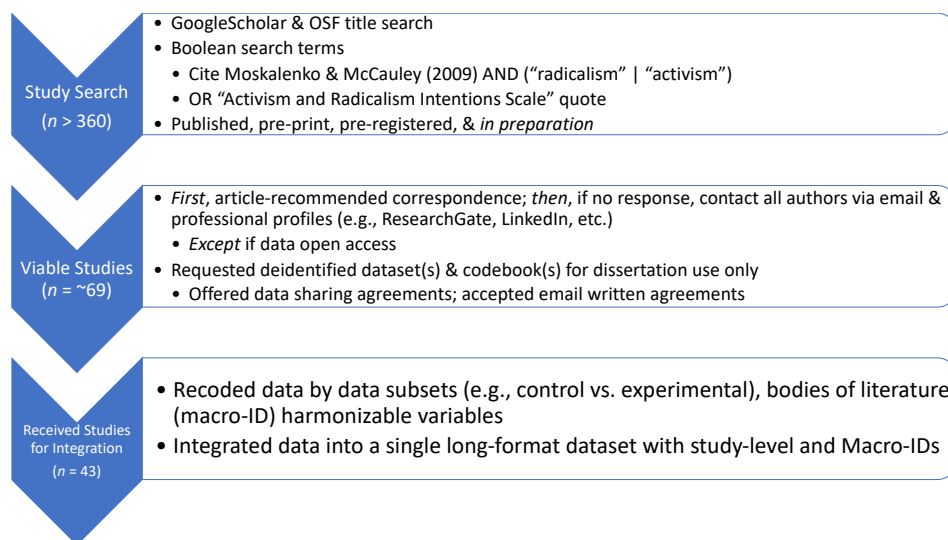 Study Search
(n > 360)
• GoogleScholar & OSF title search
• Boolean search terms
• Cite Moskalenko & McCauley (2009) AND (“radicalism” | “activism”)
• OR “Activism and Radicalism Intentions Scale” quote
• Published, pre-print, pre-registered, & in preparation
Viable Studies
(n = ~69)
• First, article-recommended correspondence; then, if no response, contact all authors via email &
professional profiles (e.g., ResearchGate, LinkedIn, etc.)
• Except if data open access
• Requested deidentified dataset(s) & codebook(s) for dissertation use only
• Offered data sharing agreements; accepted email written agreements
Received Studies
for Integration
(n = 43)
• Recoded data by data subsets (e.g., control vs. experimental), bodies of literature
(macro-ID) harmonizable variables
• Integrated data into a single long-format dataset with study-level and Macro-IDs